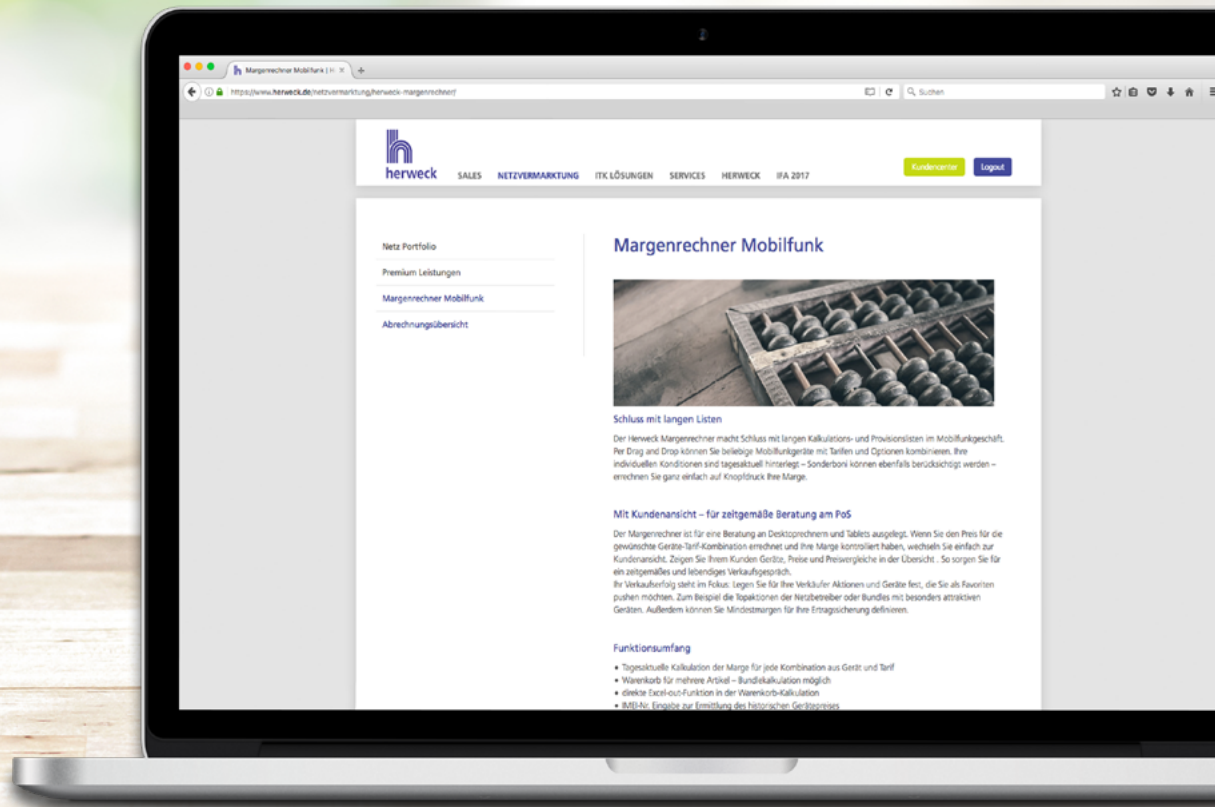 Margenrechner Mobilfunk | H
https://www.herweck.de/netzvermarktung/herweck-margenrechner/
Suchen
herweck
SALES NETZVERMARKTUNG ITK LÖSUNGEN SERVICES HERWECK IFA 2017
Kundencenter Logout
Netz Portfolio
Premium Leistungen
Margenrechner Mobilfunk
Abrechnungsübersicht
Margenrechner Mobilfunk
Schluss mit langen Listen
Der Herweck Margenrechner macht Schluss mit langen Kalkulations- und Provisionslisten im Mobilfunkgeschäft.
Per Drag and Drop können Sie beliebige Mobilfunkgeräte mit Tarifen und Optionen kombinieren. Ihre
individuellen Konditionen sind tagesaktuell hinterlegt – Sonderboni können ebenfalls berücksichtigt werden –
errechnen Sie ganz einfach auf Knopfdruck Ihre Marge.
Mit Kundenansicht – für zeitgemäße Beratung am PoS
Der Margenrechner ist für eine Beratung an Desktoprechnern und Tablets ausgelegt. Wenn Sie den Preis für die
gewünschte Geräte-Tarif-Kombination errechnet und Ihre Marge kontrolliert haben, wechseln Sie einfach zur
Kundenansicht. Zeigen Sie Ihrem Kunden Geräte, Preise und Preisvergleiche in der Übersicht . So sorgen Sie für
ein zeitgemäßes und lebendiges Verkaufsgespräch.
Ihr Verkaufserfolg steht im Fokus: Legen Sie für Ihre Verkäufer Aktionen und Geräte fest, die Sie als Favoriten
pushen möchten. Zum Beispiel die Topaktionen der Netzbetreiber oder Bundles mit besonders attraktiven
Geräten. Außerdem können Sie Mindestmargen für Ihre Ertragssicherung definieren.
Funktionsumfang
• Tagesaktuelle Kalkulation der Marge für jede Kombination aus Gerät und Tarif
• Warenkorb für mehrere Artikel – Bundlekalkulation möglich
• direkte Excel-out-Funktion in der Warenkorb-Kalkulation
• IMEI-Nr. Eingabe zur Ermittlung des historischen Gerätepreises